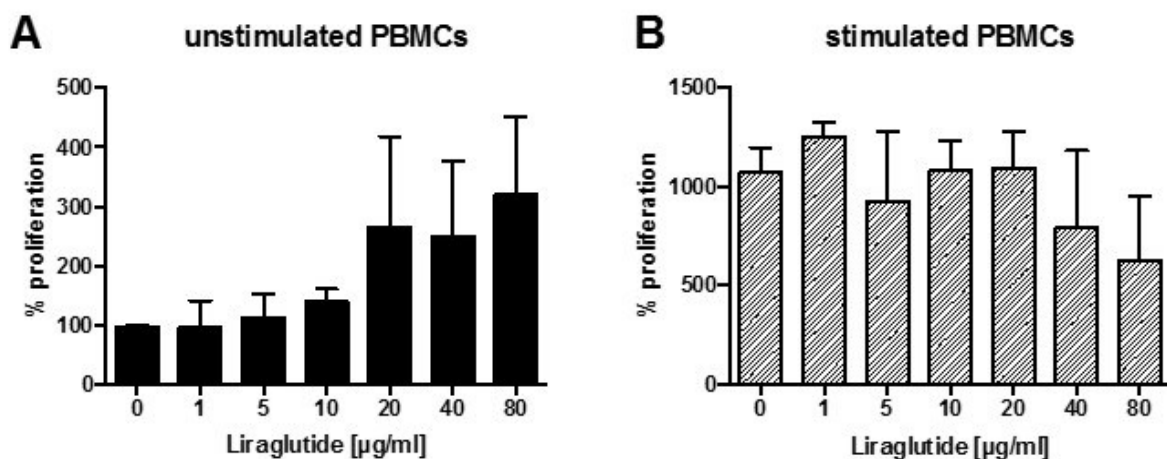 A
unstimulated PBMCs
500
400
300
200
100
0
% proliferation
0 1 5 10 20 40 80
Liraglutide [µg/ml]
B
stimulated PBMCs
1500
1000
500
0
% proliferation
0 1 5 10 20 40 80
Liraglutide [µg/ml]